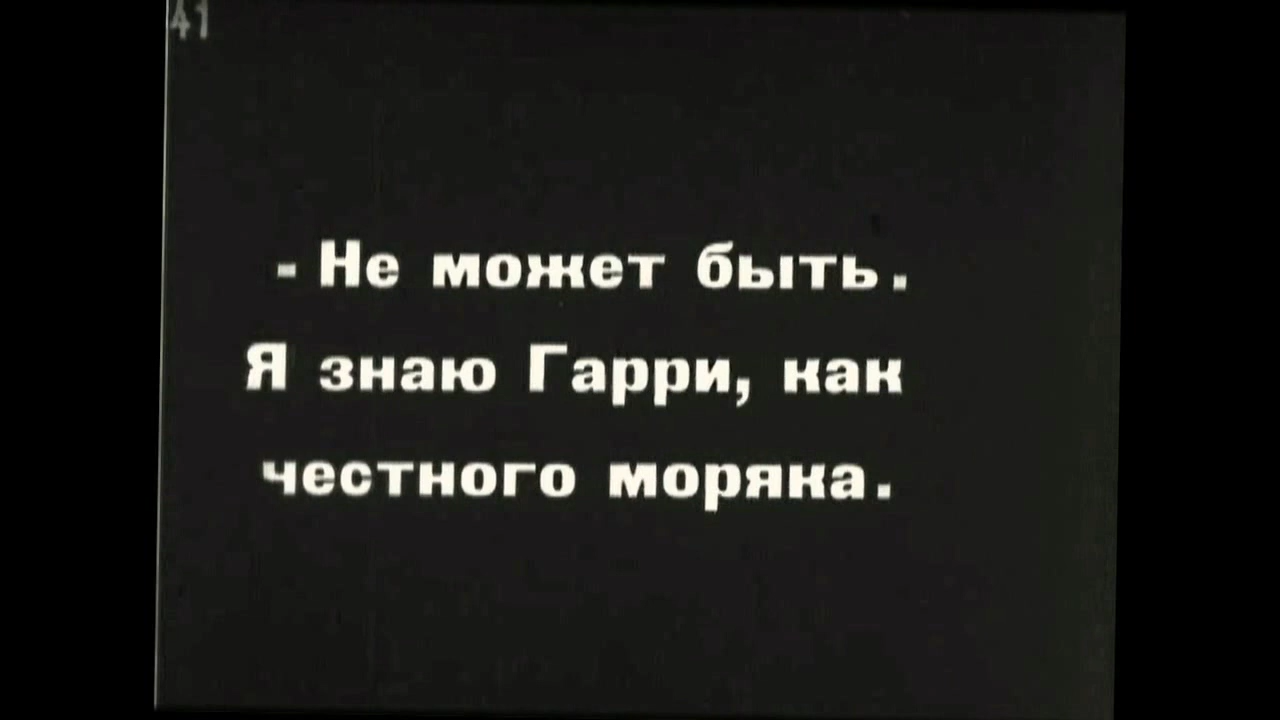 41
- Не может быть.
Я знаю Гарри, как
честного моряка.